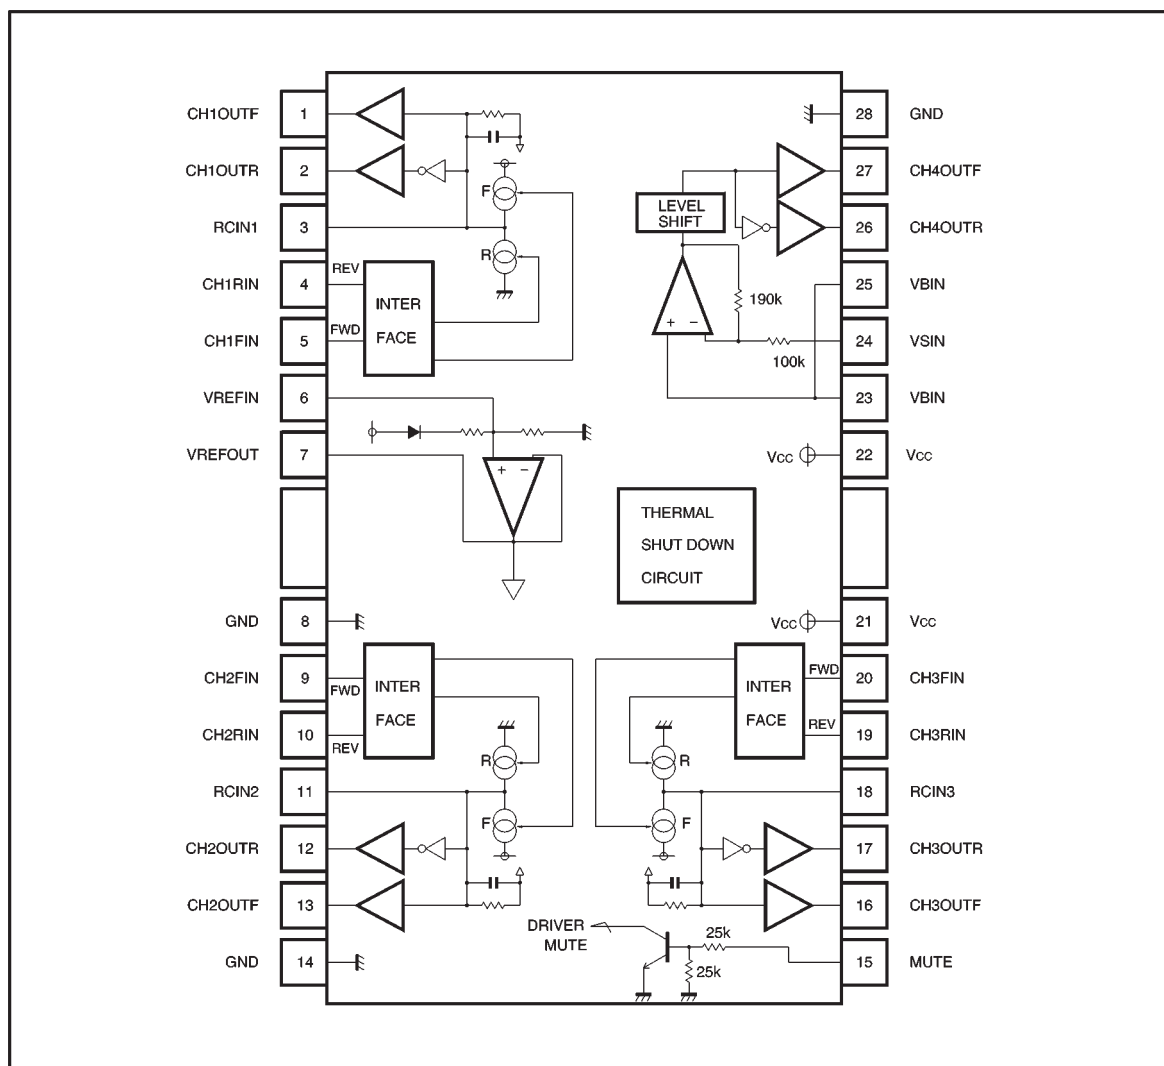 CH1OUTF 1
CH1OUTR 2
RCIN1 3
CH1RIN 4
CH1FIN 5
VREFIN 6
VREFOUT 7
GND 8
CH2FIN 9
CH2RIN 10
RCIN2 11
CH2OUTR 12
CH2OUTF 13
GND 14
F
R
REV
FWD
INTER
FACE
+ −
FWD
REV
INTER
FACE
R
F
LEVEL
SHIFT
190k
+ −
100k
Vcc
THERMAL
SHUT DOWN
CIRCUIT
Vcc
INTER
FACE
FWD
REV
R
F
DRIVER
MUTE
25k
25k
28 GND
27 CH4OUTF
26 CH4OUTR
25 VBIN
24 VSIN
23 VBIN
22 Vcc
21 Vcc
20 CH3FIN
19 CH3RIN
18 RCIN3
17 CH3OUTR
16 CH3OUTF
15 MUTE